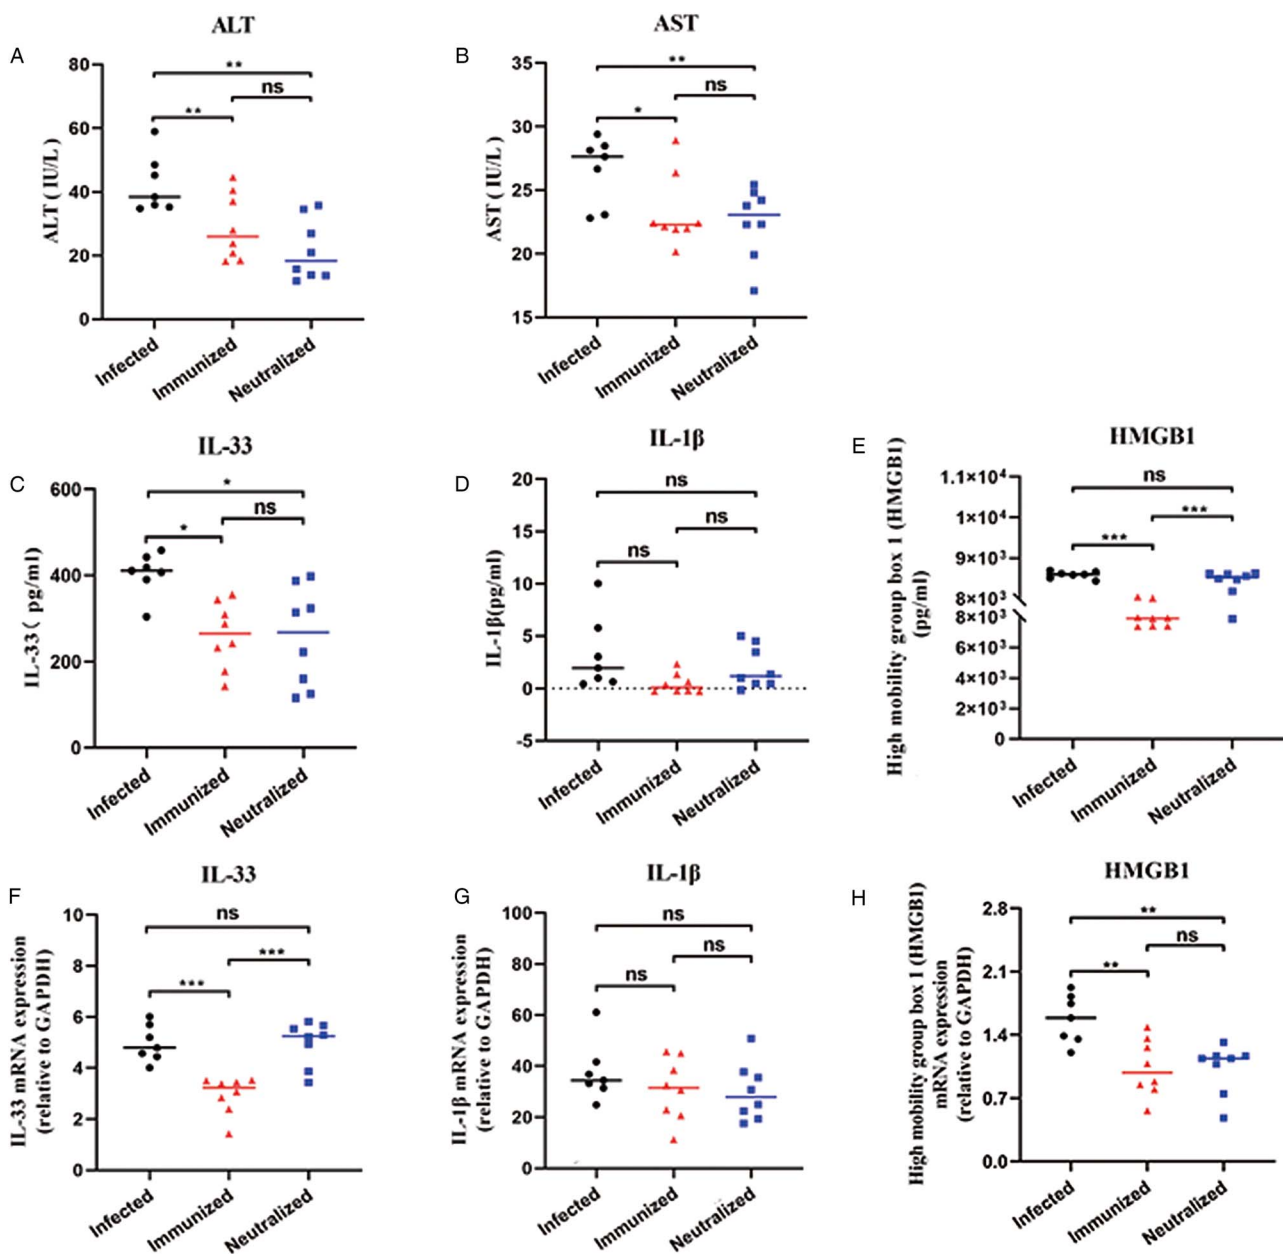 A
ALT
ALT ( IU/L )
80
60
40
20
0
**
ns
**
Infected
Immunized
Neutralized
B
AST
AST ( IU/L )
35
30
25
20
15
**
ns
*
Infected
Immunized
Neutralized
C
IL-33
IL-33 ( pg/ml)
600
400
200
0
*
ns
*
Infected
Immunized
Neutralized
D
IL-1β
IL-1β(pg/ml)
20
15
10
5
0
-5
ns
ns
ns
Infected
Immunized
Neutralized
E
HMGB1
High mobility group box 1 (HMGB1)
(pg/ml)
1.1×10⁴
1×10⁴
9×10³
8×10³
8×10³
6×10³
4×10³
2×10³
0
ns
***
***
Infected
Immunized
Neutralized
F
IL-33
IL-33 mRNA expression
(relative to GAPDH)
10
8
6
4
2
0
ns
***
***
Infected
Immunized
Neutralized
G
IL-1β
IL-1β mRNA expression
(relative to GAPDH)
100
80
60
40
20
0
ns
ns
ns
Infected
Immunized
Neutralized
H
HMGB1
High mobility group box 1 (HMGB1)
mRNA expression
(relative to GAPDH)
2.8
2.1
1.4
0.7
0.0
**
ns
**
Infected
Immunized
Neutralized